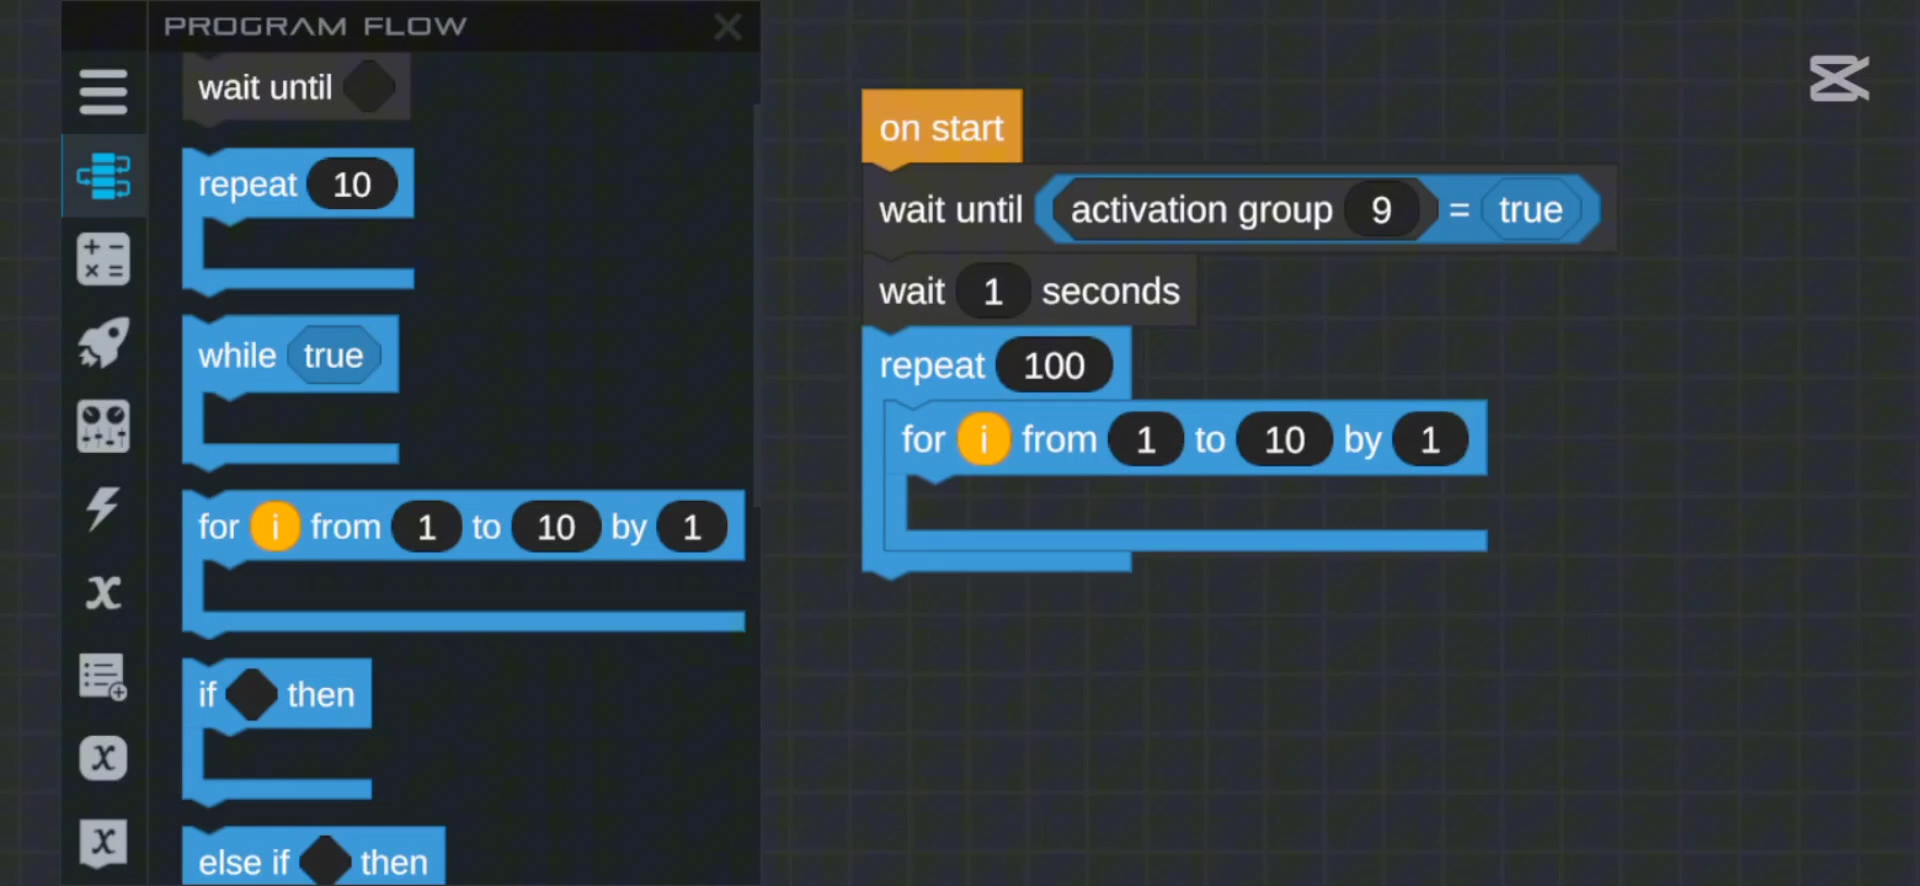 PROGRAM FLOW
wait until
repeat 10
while true
for i from 1 to 10 by 1
if then
else if then
+ −
× =
x
x
x
on start
wait until activation group 9 = true
wait 1 seconds
repeat 100
for i from 1 to 10 by 1